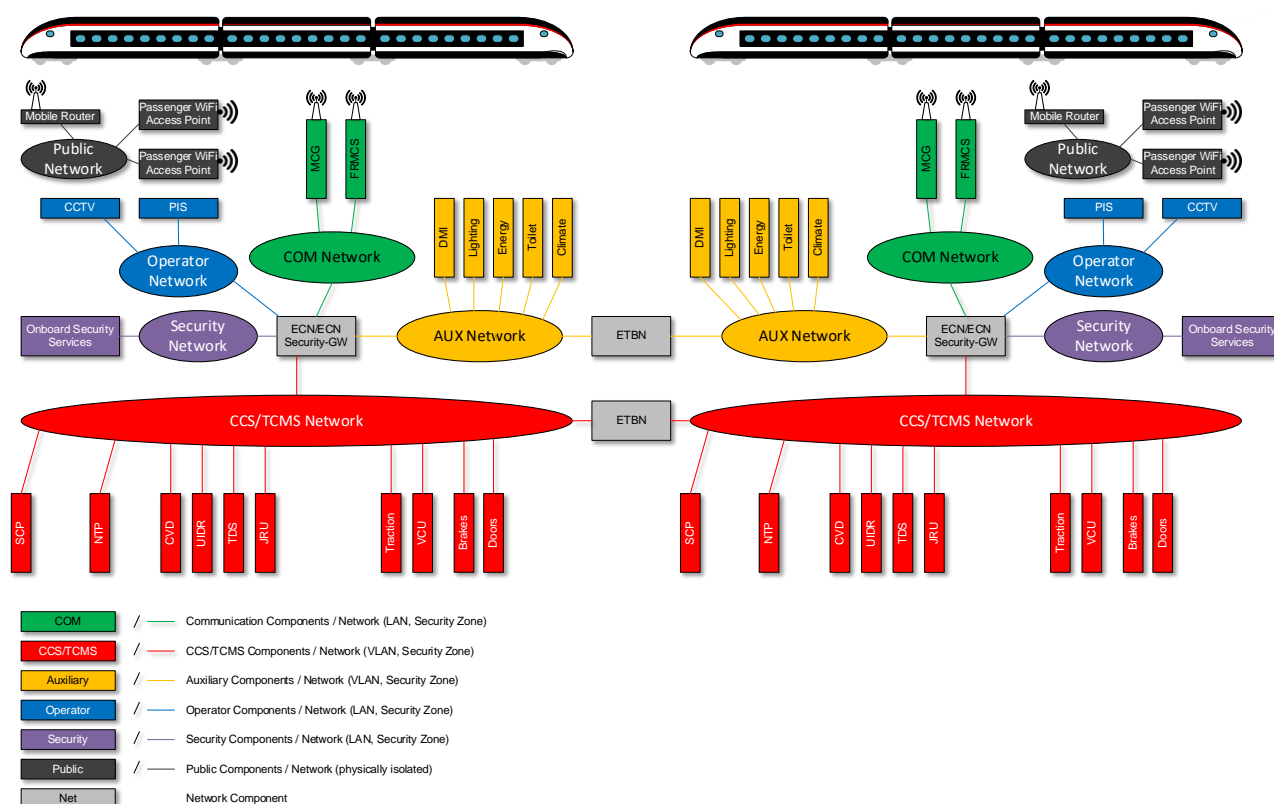 Mobile Router
Passenger WiFi
Access Point
Public
Network
Passenger WiFi
Access Point
MCG
FRMCS
CCTV
PIS
Operator
Network
COM Network
DMI
Lighting
Energy
Toilet
Climate
Onboard Security
Services
Security
Network
ECN/ECN
Security-GW
AUX Network
ETBN
Mobile Router
Passenger WiFi
Access Point
Public
Network
Passenger WiFi
Access Point
MCG
FRMCS
PIS
CCTV
DMI
Lighting
Energy
Toilet
Climate
COM Network
Operator
Network
AUX Network
ECN/ECN
Security-GW
Security
Network
Onboard Security
Services
CCS/TCMS Network
ETBN
CCS/TCMS Network
SCP
NTP
CVD
UIDR
TDS
JRU
Traction
VCU
Brakes
Doors
SCP
NTP
CVD
UIDR
TDS
JRU
Traction
VCU
Brakes
Doors
COM / Communication Components / Network (LAN, Security Zone)
CCS/TCMS / CCS/TCMS Components / Network (VLAN, Security Zone)
Auxiliary / Auxiliary Components / Network (VLAN, Security Zone)
Operator / Operator Components / Network (LAN, Security Zone)
Security / Security Components / Network (LAN, Security Zone)
Public / Public Components / Network (physically isolated)
Net Network Component